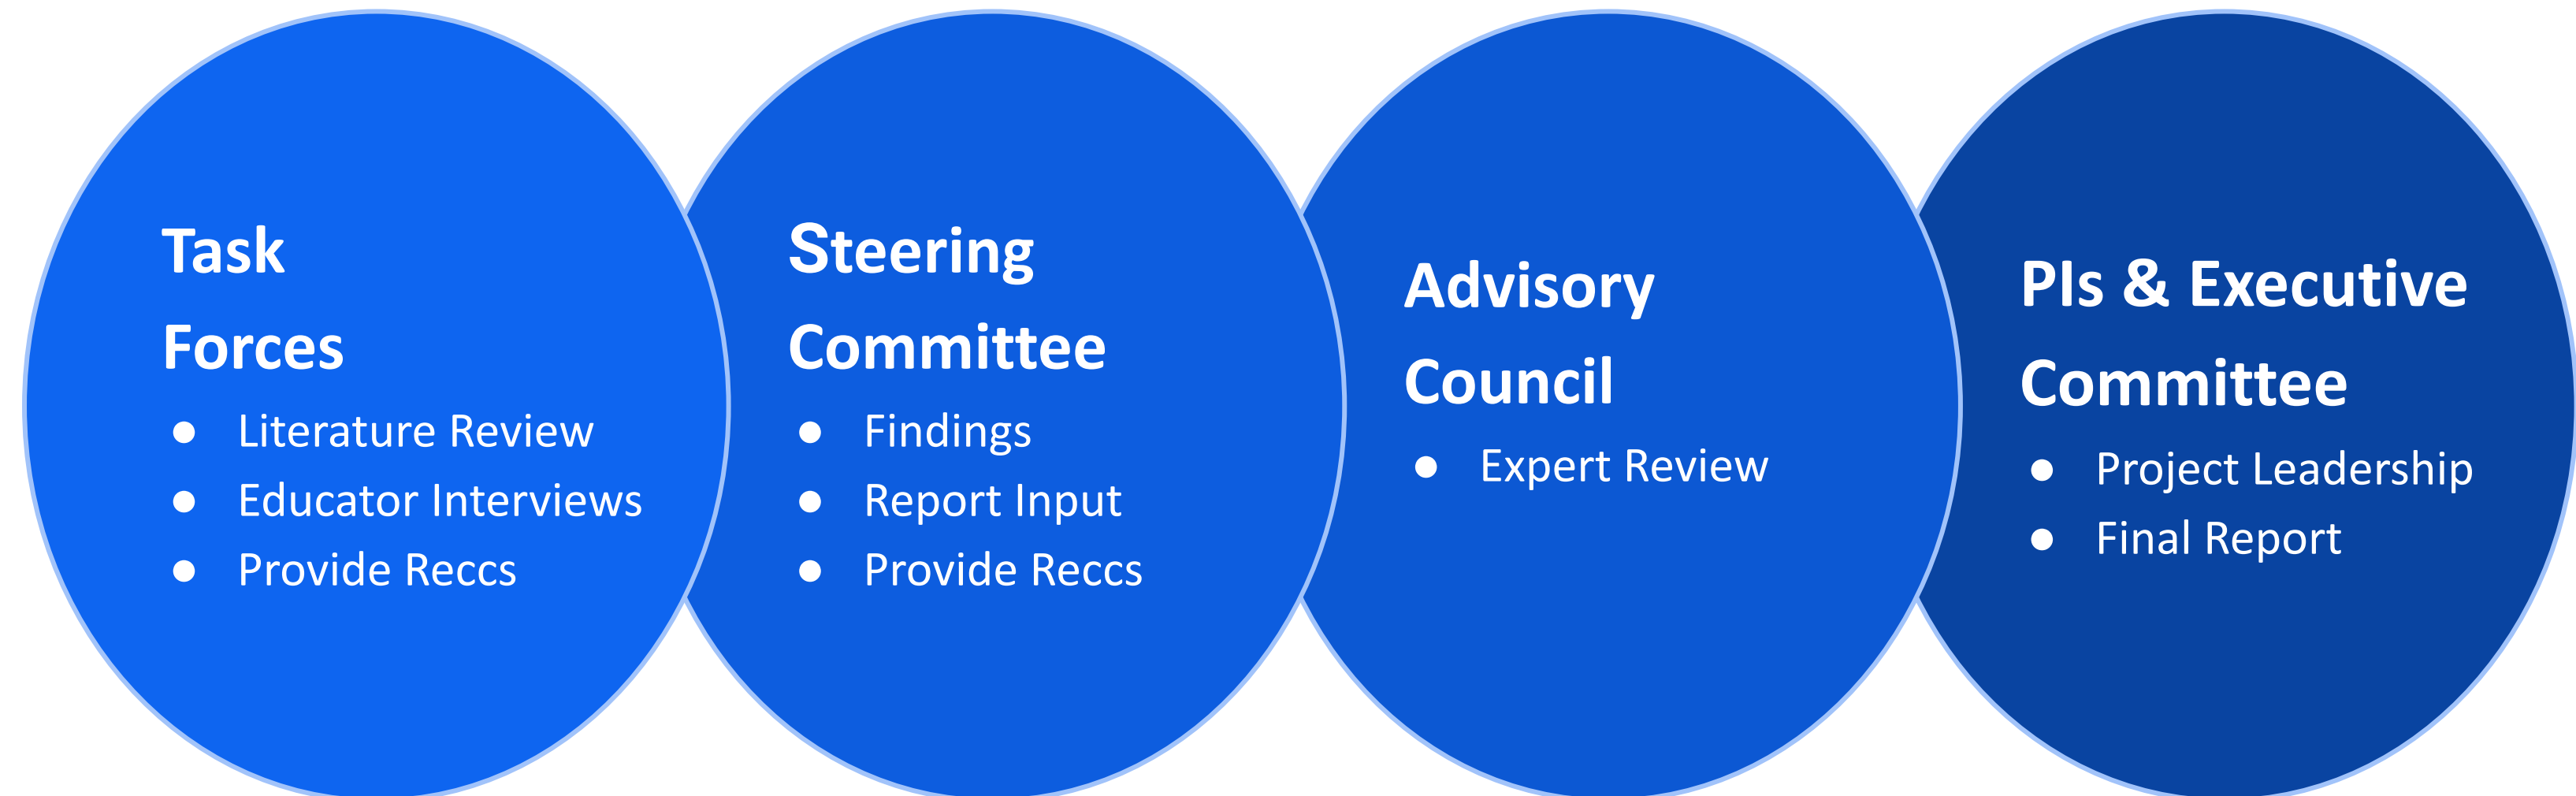 Task
Forces
● Literature Review
● Educator Interviews
● Provide Reccs
Steering
Committee
● Findings
● Report Input
● Provide Reccs
Advisory
Council
● Expert Review
PIs & Executive
Committee
● Project Leadership
● Final Report